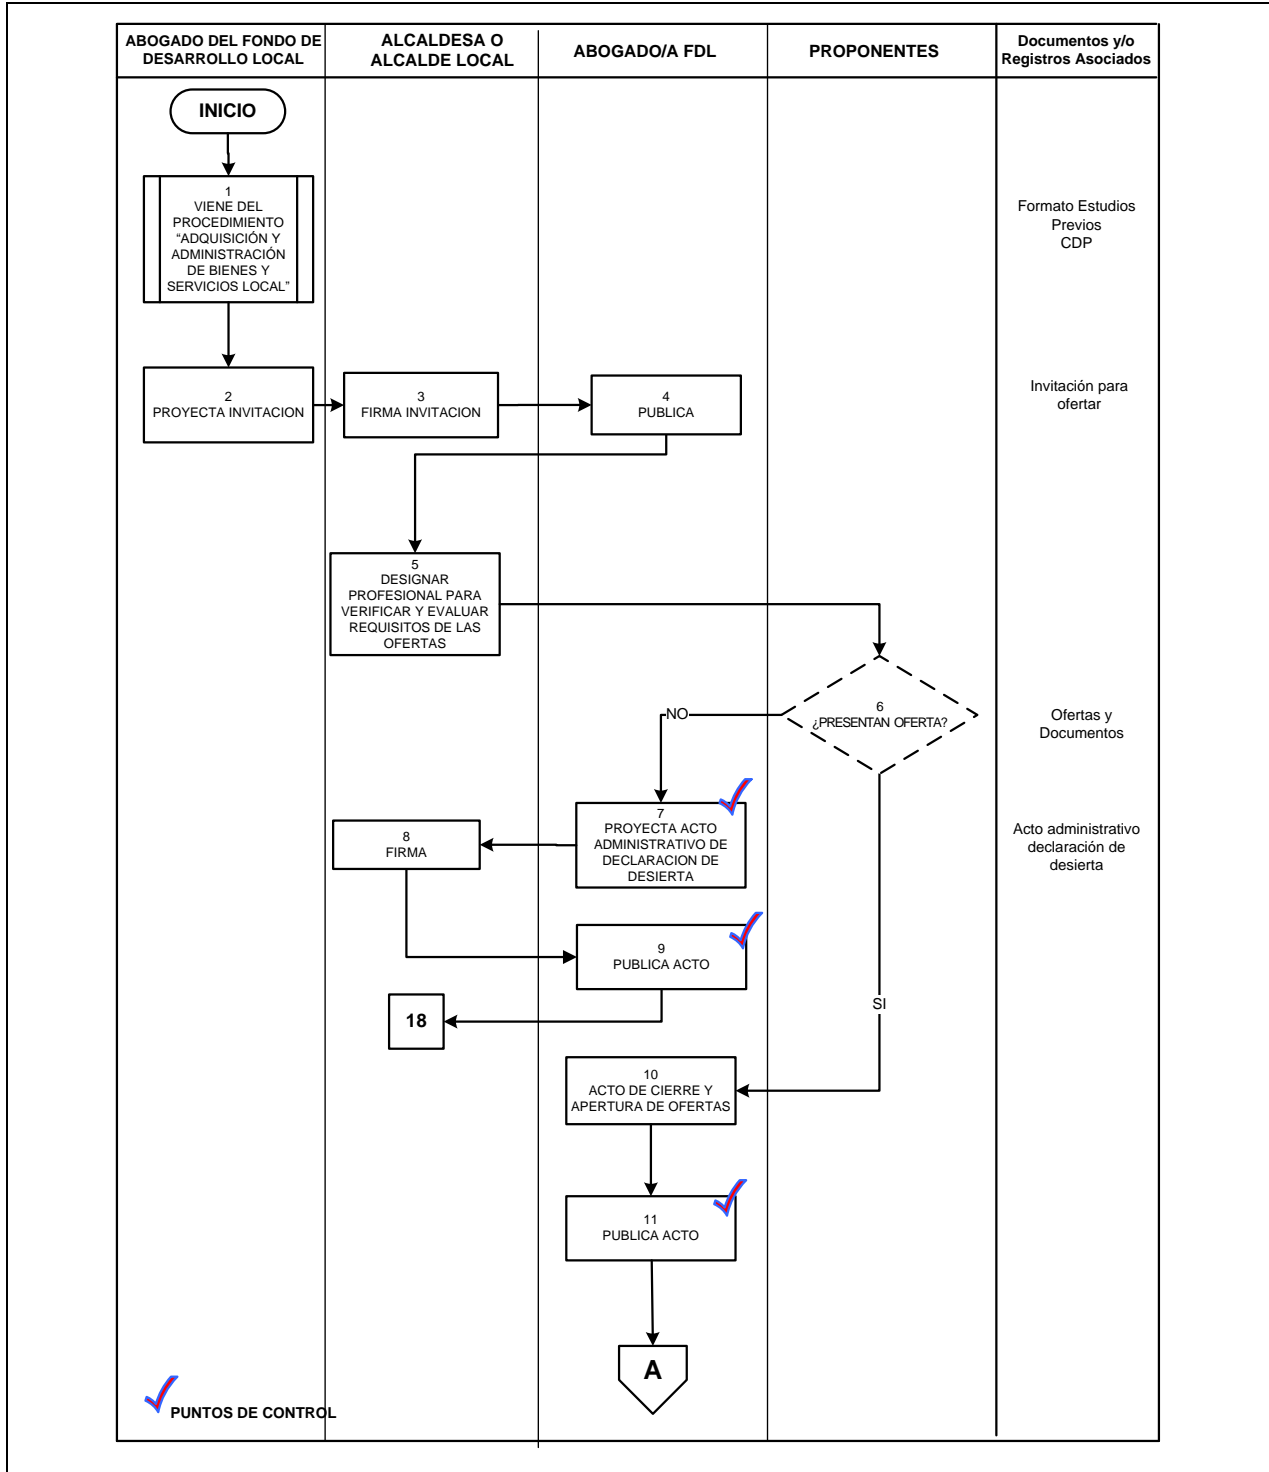 ABOGADO DEL FONDO DE
DESARROLLO LOCAL
ALCALDESA O
ALCALDE LOCAL
ABOGADO/A FDL
PROPONENTES
Documentos y/o
Registros Asociados
INICIO
1
VIENE DEL
PROCEDIMIENTO
“ADQUISICIÓN Y
ADMINISTRACIÓN
DE BIENES Y
SERVICIOS LOCAL”
Formato Estudios
Previos
CDP
2
PROYECTA INVITACION
3
FIRMA INVITACION
4
PUBLICA
Invitación para
ofertar
5
DESIGNAR
PROFESIONAL PARA
VERIFICAR Y EVALUAR
REQUISITOS DE LAS
OFERTAS
6
¿PRESENTAN OFERTA?
NO
Ofertas y
Documentos
7
PROYECTA ACTO
ADMINISTRATIVO DE
DECLARACION DE
DESIERTA
8
FIRMA
Acto administrativo
declaración de
desierta
9
PUBLICA ACTO
18
SI
10
ACTO DE CIERRE Y
APERTURA DE OFERTAS
11
PUBLICA ACTO
A
PUNTOS DE CONTROL